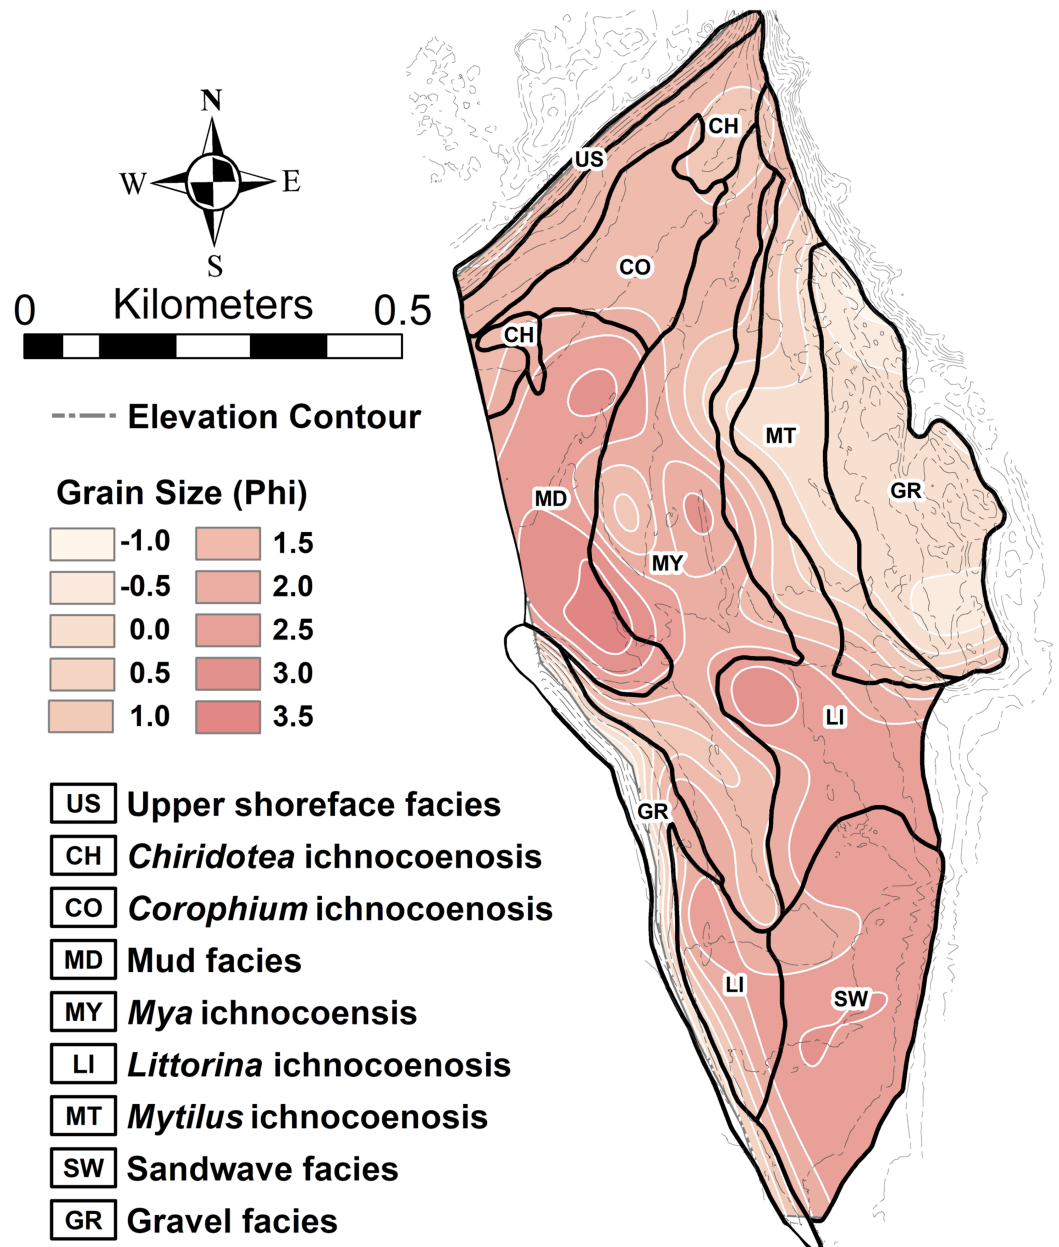 N
W E
S
0 Kilometers 0.5
Elevation Contour
Grain Size (Phi)
-1.0 1.5
-0.5 2.0
0.0 2.5
0.5 3.0
1.0 3.5
US Upper shoreface facies
CH Chiridotea ichnocoenosis
CO Corophium ichnocoenosis
MD Mud facies
MY Mya ichnocoensis
LI Littorina ichnocoenosis
MT Mytilus ichnocoenosis
SW Sandwave facies
GR Gravel facies
CH
US
CO
CH
MT
GR
MD
MY
LI
GR
LI
SW